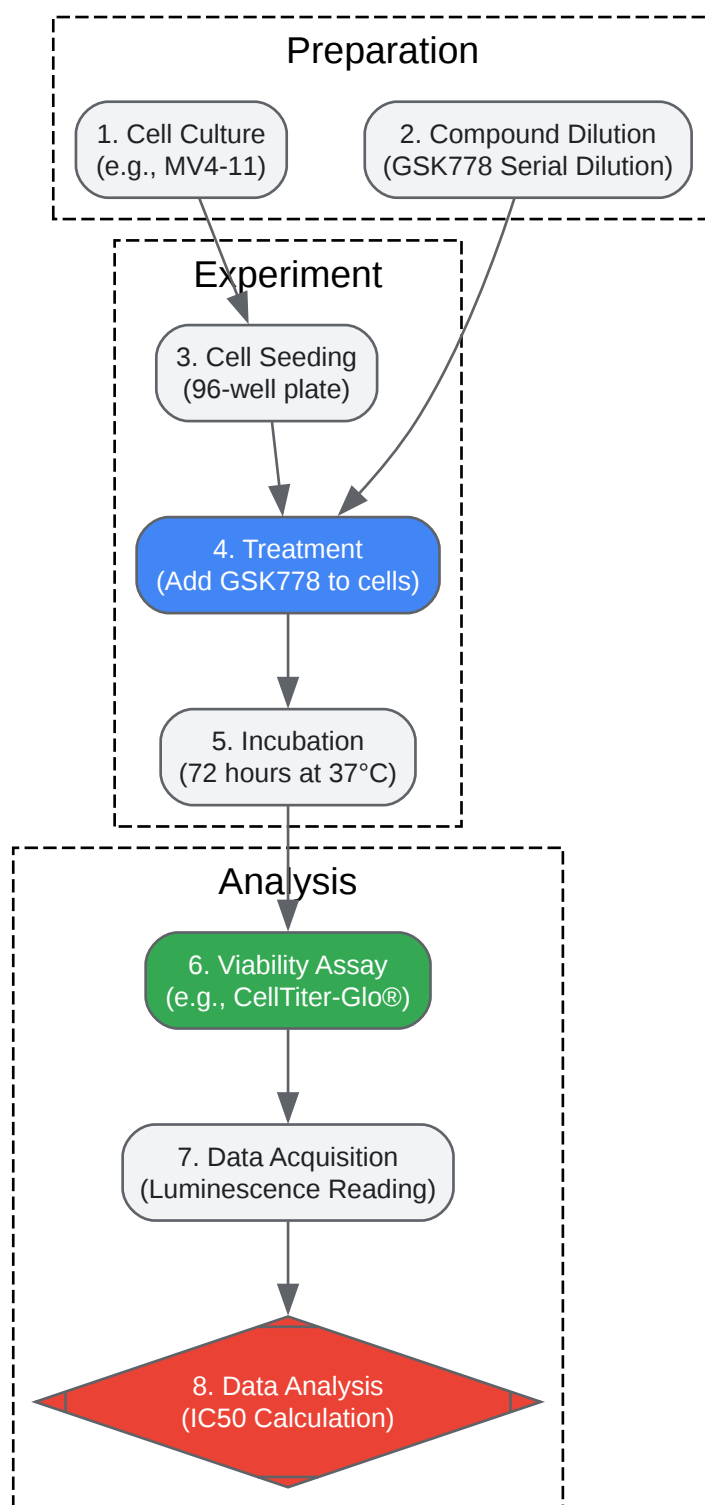 Preparation
1. Cell Culture
(e.g., MV4-11)
2. Compound Dilution
(GSK778 Serial Dilution)
Experiment
3. Cell Seeding
(96-well plate)
4. Treatment
(Add GSK778 to cells)
5. Incubation
(72 hours at 37°C)
Analysis
6. Viability Assay
(e.g., CellTiter-Glo®)
7. Data Acquisition
(Luminescence Reading)
8. Data Analysis
(IC50 Calculation)